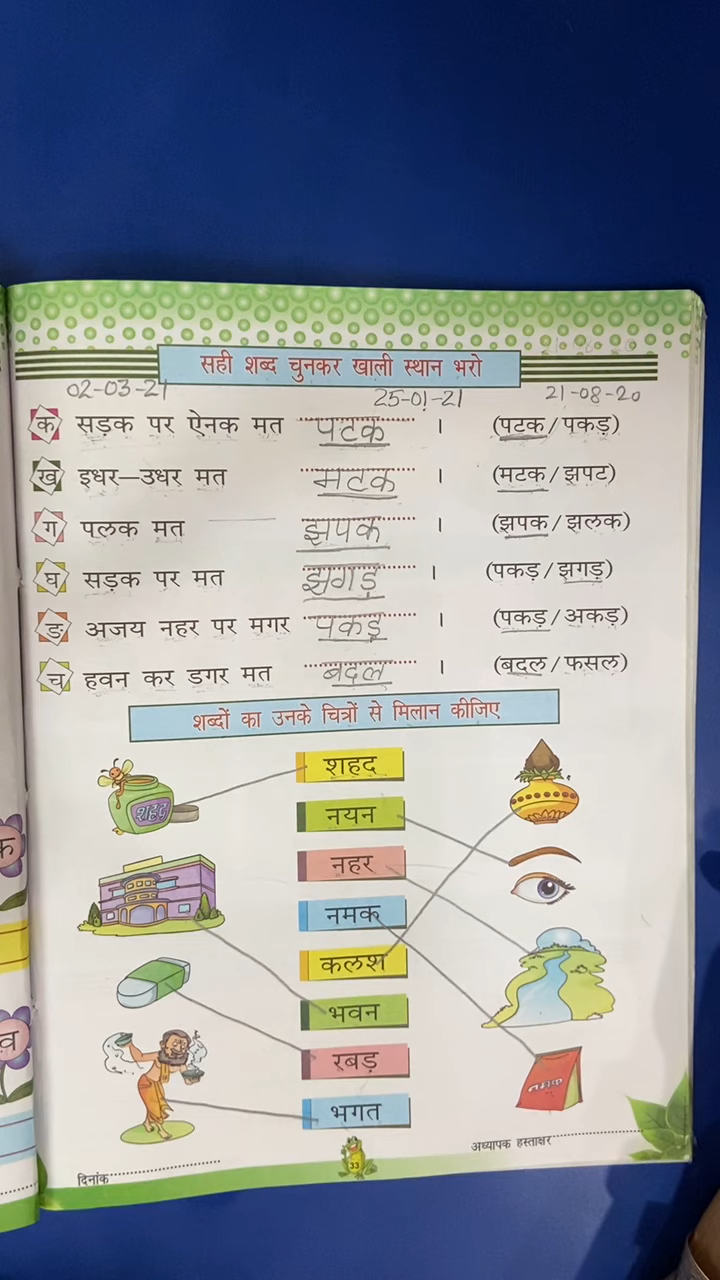 सही शब्द चुनकर खाली स्थान भरो
02-03-21 25-01-21 21-08-20
क सड़क पर ऐनक मत पटक । (पटक/पकड़)
ख इधर–उधर मत मटक । (मटक/झपट)
ग पलक मत झपक । (झपक/झलक)
घ सड़क पर मत झगड़ । (पकड़/झगड़)
ङ अजय नहर पर मगर पकड़ । (पकड़/अकड़)
च हवन कर डगर मत बदल । (बदल/फसल)
शब्दों का उनके चित्रों से मिलान कीजिए
शहद
शहद
नयन
नहर
नमक
कलश
भवन
रबड़
नमक
भगत
अध्यापक हस्ताक्षर
33
दिनांक
क
व